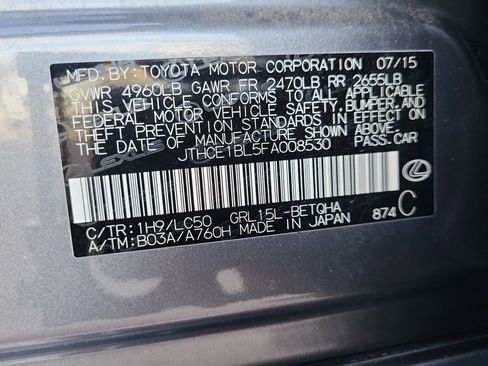 MFD. BY: TOYOTA MOTOR CORPORATION 07/15
GVWR 4960LB GAWR FR 2470LB RR 2655LB
THIS VEHICLE CONFORMS TO ALL APPLICABLE
FEDERAL MOTOR VEHICLE SAFETY, BUMPER, AND
THEFT PREVENTION STANDARDS IN EFFECT ON
THE DATE OF MANUFACTURE SHOWN ABOVE.
JTHCE1BL5FA008530 PASS.CAR
C/TR: 1H9/LC50 GRL15L-BETQHA
A/TM: B03A/A760H MADE IN JAPAN 874C
LEXUS